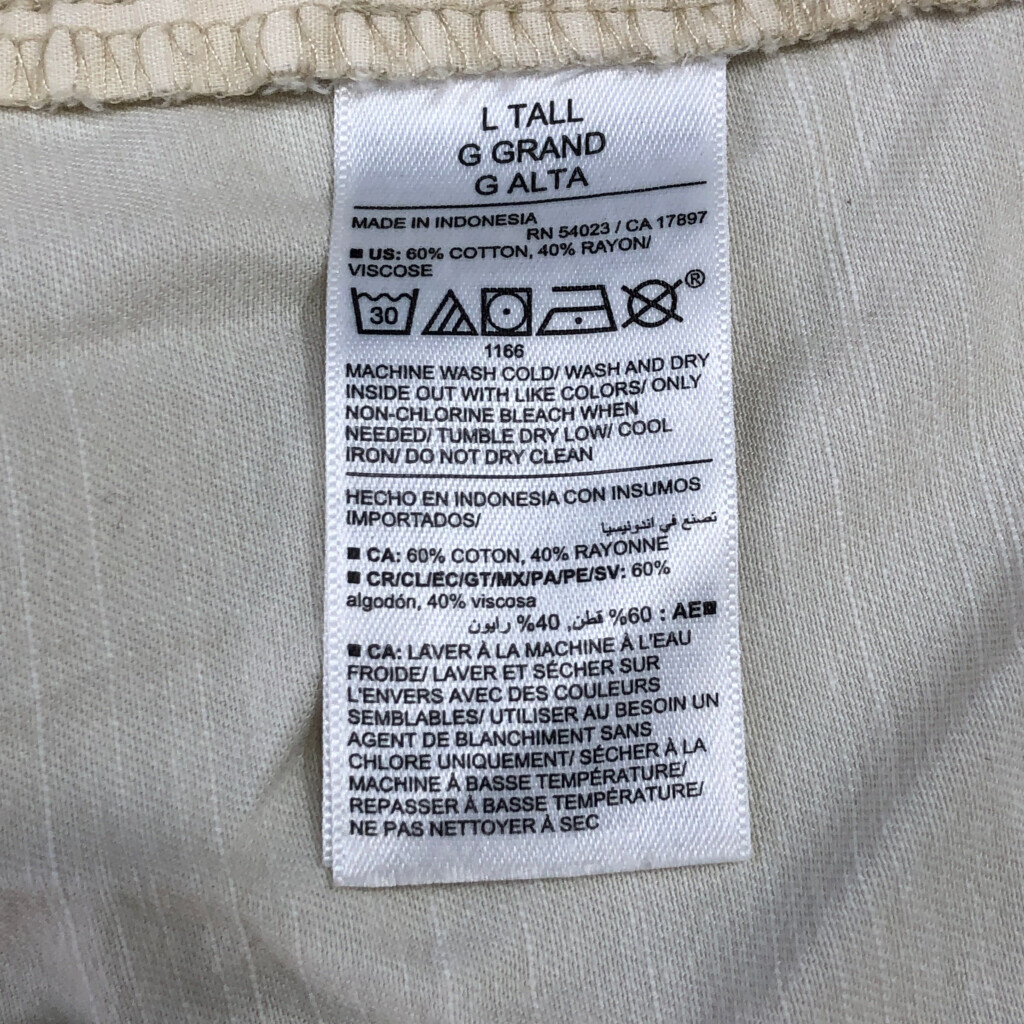 L TALL
G GRAND
G ALTA
MADE IN INDONESIA
RN 54023 / CA 17897
■ US: 60% COTTON, 40% RAYON/
VISCOSE
30
®
1166
MACHINE WASH COLD/ WASH AND DRY
INSIDE OUT WITH LIKE COLORS/ ONLY
NON-CHLORINE BLEACH WHEN
NEEDED/ TUMBLE DRY LOW/ COOL
IRON/ DO NOT DRY CLEAN
HECHO EN INDONESIA CON INSUMOS
IMPORTADOS/
تصنع في اندونيسيا
■ CA: 60% COTON, 40% RAYONNE
■ CR/CL/EC/GT/MX/PA/PE/SV: 60%
algodón, 40% viscosa
■AE : 60% قطن, 40% رايون
■ CA: LAVER À LA MACHINE À L'EAU
FROIDE/ LAVER ET SÉCHER SUR
L'ENVERS AVEC DES COULEURS
SEMBLABLES/ UTILISER AU BESOIN UN
AGENT DE BLANCHIMENT SANS
CHLORE UNIQUEMENT/ SÉCHER À LA
MACHINE À BASSE TEMPÉRATURE/
REPASSER À BASSE TEMPÉRATURE/
NE PAS NETTOYER À SEC